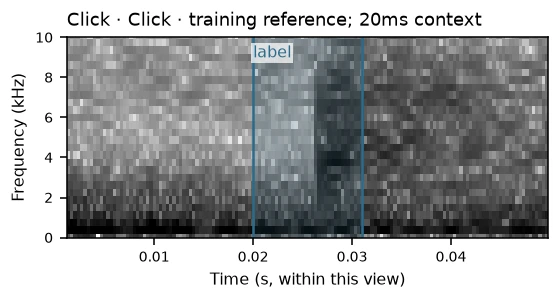 Click · Click · training reference; 20ms context
label
Frequency (kHz)
10
8
6
4
2
0
0.01
0.02
0.03
0.04
Time (s, within this view)